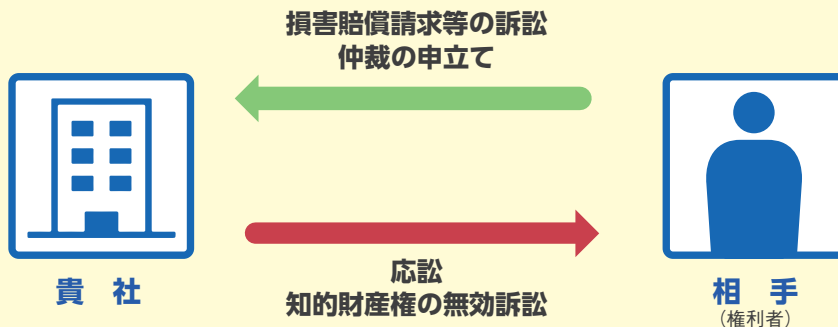 損害賠償請求等の訴訟
仲裁の申立て
貴 社
応訴
知的財産権の無効訴訟
相 手
(権利者)